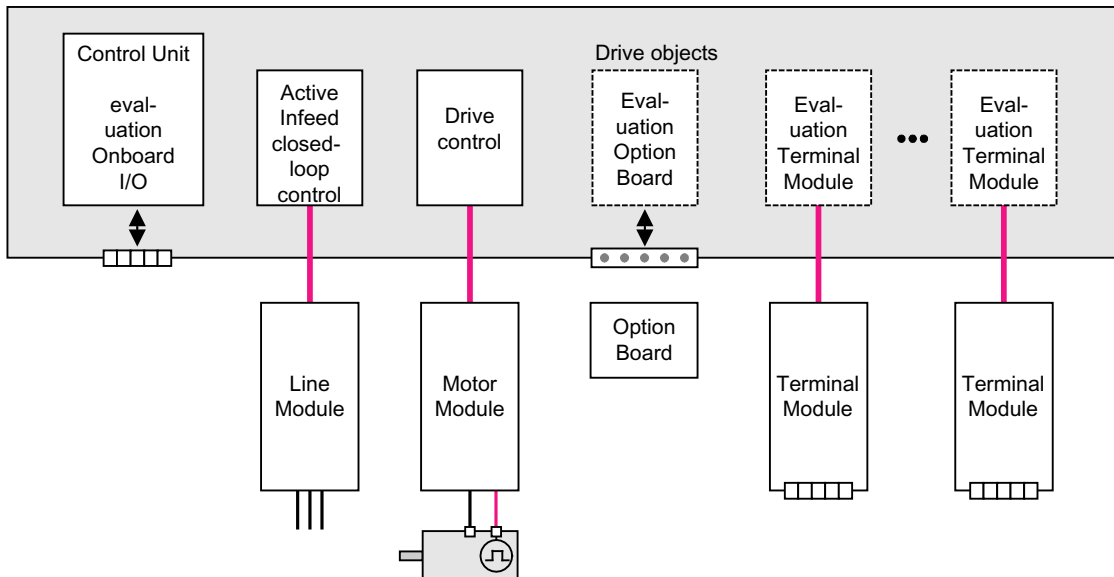 Control Unit
eval-
uation
Onboard
I/O
Active
Infeed
closed-
loop
control
Drive
control
Drive objects
Eval-
uation
Option
Board
Eval-
uation
Terminal
Module
Eval-
uation
Terminal
Module
Line
Module
Motor
Module
Option
Board
Terminal
Module
Terminal
Module